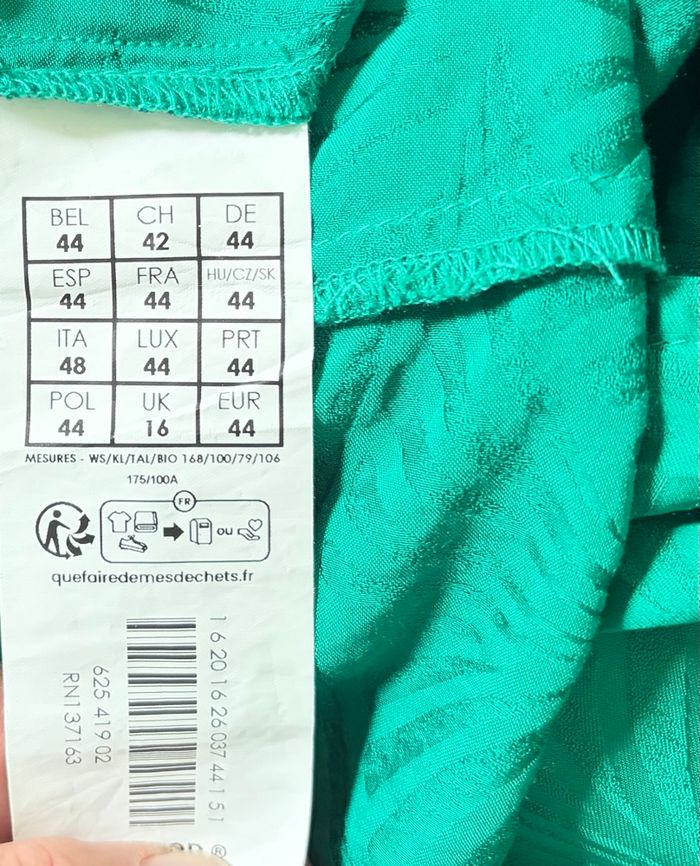 BEL CH DE
44 42 44
ESP FRA HU/CZ/SK
44 44 44
ITA LUX PRT
48 44 44
POL UK EUR
44 16 44
MESURES - WS/KL/TAL/BIO 168/100/79/106
175/100A
FR
ou
quefairedemesdechets.fr
1 6 20 16 26 037 44 1 5 1
625 419 02
RN137163
®